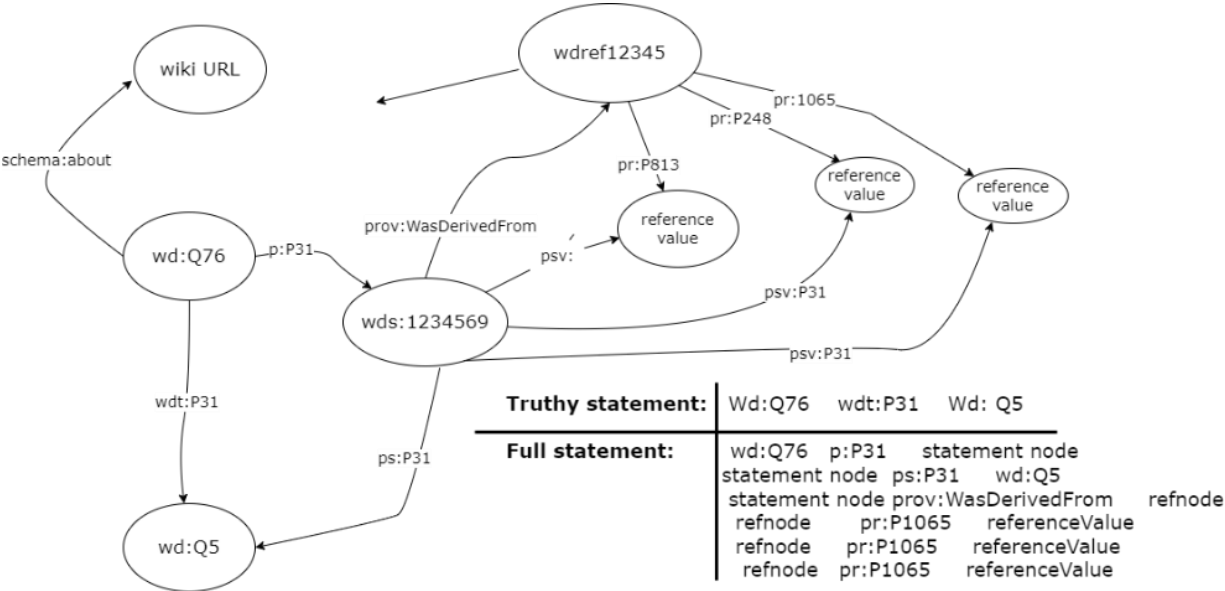 wiki URL
wdref12345
pr:1065
pr:P248
schema:about
pr:P813
reference
value
reference
value
reference
value
prov:WasDerivedFrom
wd:Q76
p:P31
psv:
psv:P31
wds:1234569
psv:P31
wdt:P31
ps:P31
wd:Q5
Truthy statement: Wd:Q76 wdt:P31 Wd: Q5
Full statement: wd:Q76 p:P31 statement node
statement node ps:P31 wd:Q5
statement node prov:WasDerivedFrom refnode
refnode pr:P1065 referenceValue
refnode pr:P1065 referenceValue
refnode pr:P1065 referenceValue